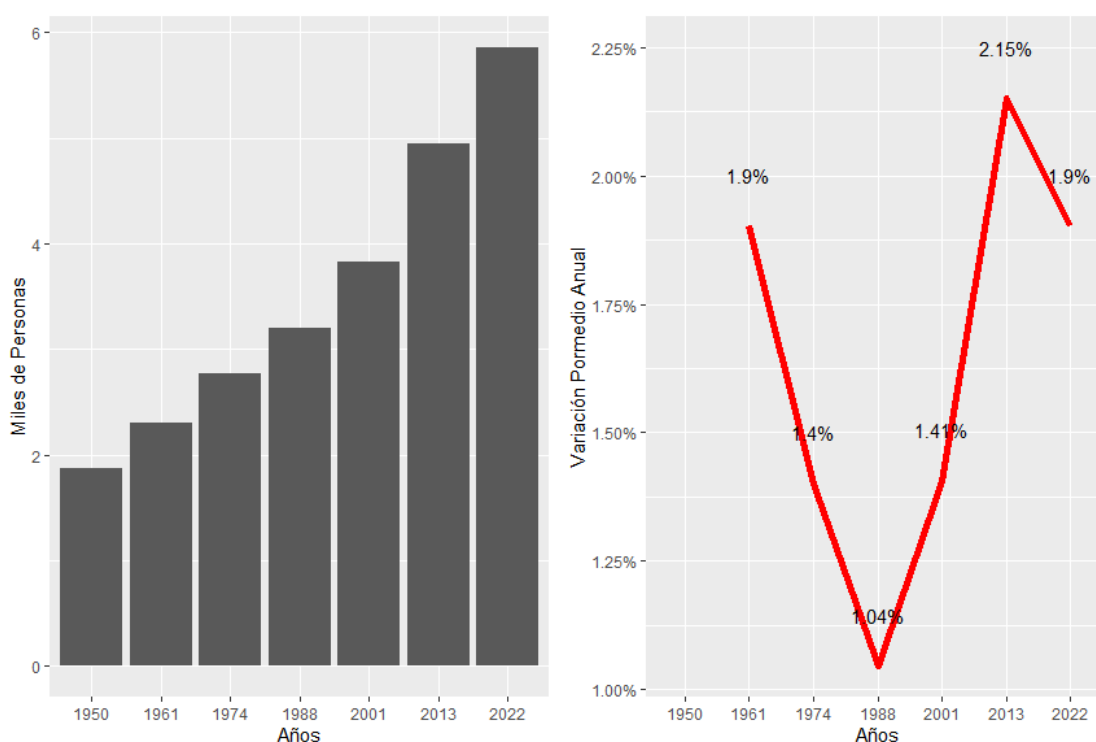 6
4
2
0
Miles de Personas
1950 1961 1974 1988 2001 2013 2022
Años
2.25%
2.00%
1.75%
1.50%
1.25%
1.00%
Variación Pormedio Anual
1.9%
1.4%
1.04%
1.41%
2.15%
1.9%
1950 1961 1974 1988 2001 2013 2022
Años